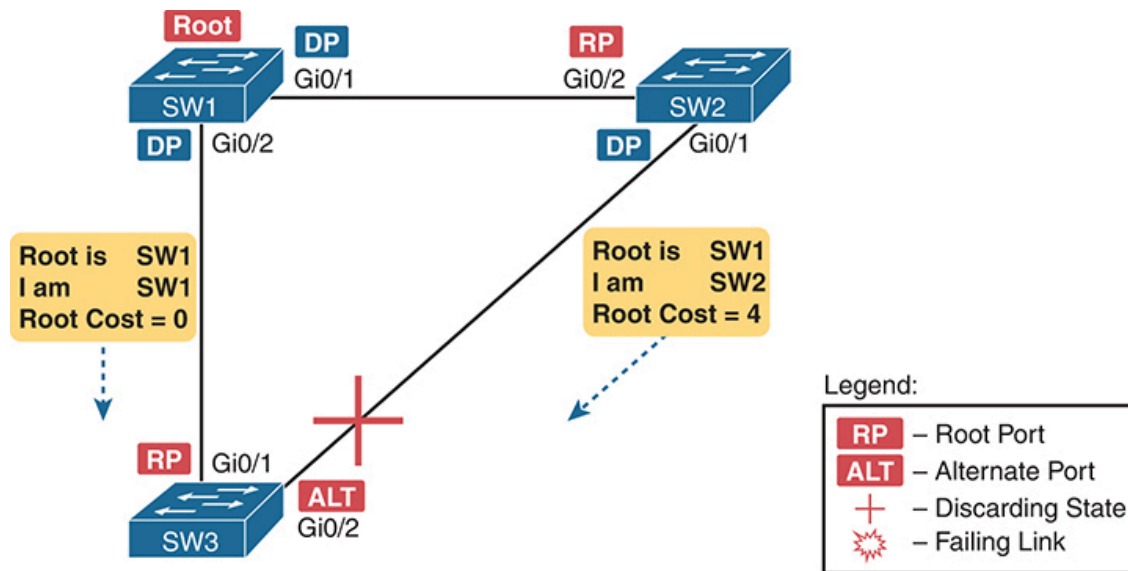 Root
DP
RP
Gi0/1
Gi0/2
SW1
SW2
DP
Gi0/2
DP
Gi0/1
Root is SW1
I am SW1
Root Cost = 0
Root is SW1
I am SW2
Root Cost = 4
RP
Gi0/1
ALT
Gi0/2
SW3
Legend:
RP – Root Port
ALT – Alternate Port
– Discarding State
– Failing Link